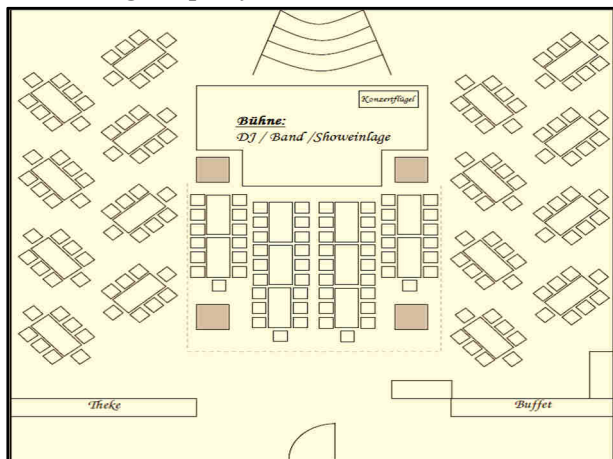 Konzertflügel
Bühne:
DJ / Band /Showeinlage
Theke
Buffet